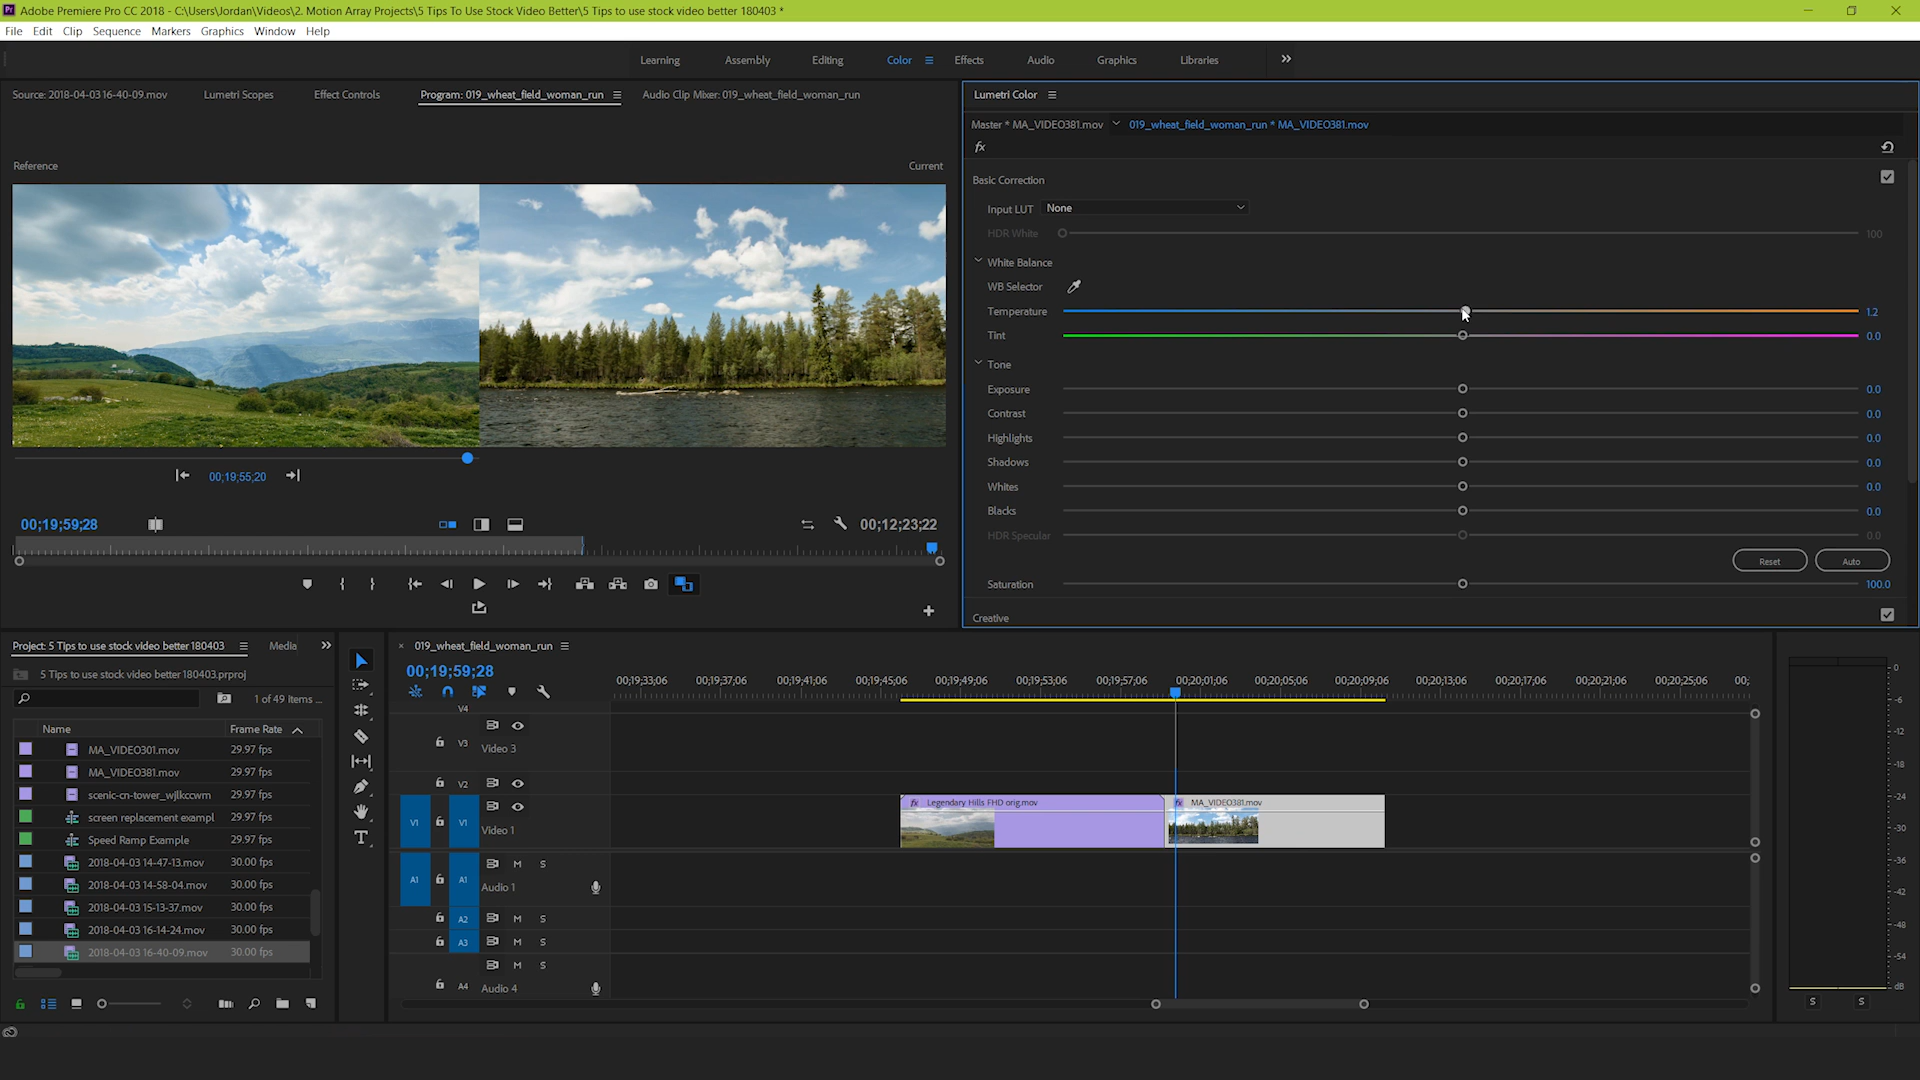 Adobe Premiere Pro CC 2018 - C:\Users\Jordan\Videos\2. Motion Array Projects\5 Tips To Use Stock Video Better\5 Tips to use stock video better 180403 *
File Edit Clip Sequence Markers Graphics Window Help
Learning Assembly Editing Color Effects Audio Graphics Libraries
Source: 2018-04-03 16-40-09.mov Lumetri Scopes Effect Controls Program: 019_wheat_field_woman_run Audio Clip Mixer: 019_wheat_field_woman_run
Reference Current
00;19;55;20
00;19;59;28 00;12;23;22
Lumetri Color
Master * MA_VIDEO381.mov 019_wheat_field_woman_run * MA_VIDEO381.mov
fx
Basic Correction
Input LUT None
HDR White 100
White Balance
WB Selector
Temperature 1.2
Tint 0.0
Tone
Exposure 0.0
Contrast 0.0
Highlights 0.0
Shadows 0.0
Whites 0.0
Blacks 0.0
HDR Specular 0.0
Reset Auto
Saturation 100.0
Creative
Project: 5 Tips to use stock video better 180403 Media
5 Tips to use stock video better 180403.prproj
1 of 49 Items ...
Name Frame Rate
MA_VIDEO301.mov 29.97 fps
MA_VIDEO381.mov 29.97 fps
scenic-cn-tower_wjlkccwm 29.97 fps
screen replacement exampl 29.97 fps
Speed Ramp Example 29.97 fps
2018-04-03 14-47-13.mov 30.00 fps
2018-04-03 14-58-04.mov 30.00 fps
2018-04-03 15-13-37.mov 30.00 fps
2018-04-03 16-14-24.mov 30.00 fps
2018-04-03 16-40-09.mov 30.00 fps
019_wheat_field_woman_run
00;19;59;28
00;19;33;06 00;19;37;06 00;19;41;06 00;19;45;06 00;19;49;06 00;19;53;06 00;19;57;06 00;20;01;06 00;20;05;06 00;20;09;06 00;20;13;06 00;20;17;06 00;20;21;06 00;20;25;06 00;
V4
V3 Video 3
V2
V1 V1 Video 1
fx Legendary Hills FHD orig.mov fx MA_VIDEO381.mov
A1 A1 Audio 1 M S
A2 M S
A3 M S
A4 Audio 4 M S
0
-6
-12
-18
-24
-30
-36
-42
-48
-54
dB
S S